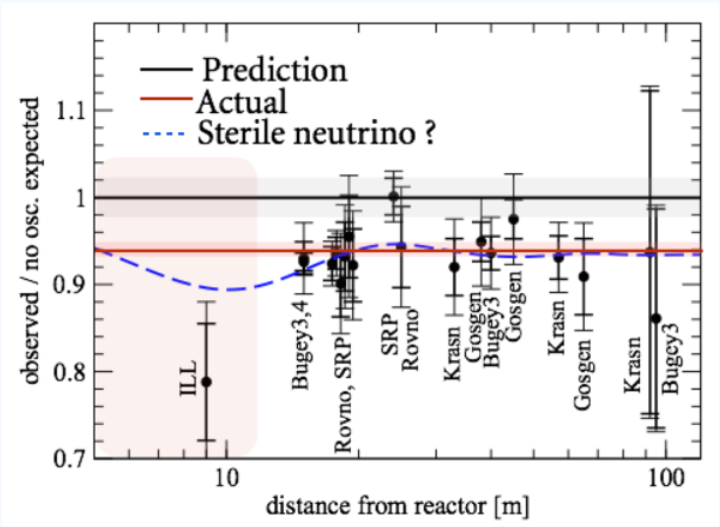 Prediction
Actual
Sterile neutrino ?
observed / no osc. expected
1.1
1
0.9
0.8
0.7
ILL
Bugey3,4
Rovno, SRP
SRP
Rovno
Krasn
Gosgen
Bugey3
Gosgen
Krasn
Gosgen
Krasn
Bugey3
10
100
distance from reactor [m]